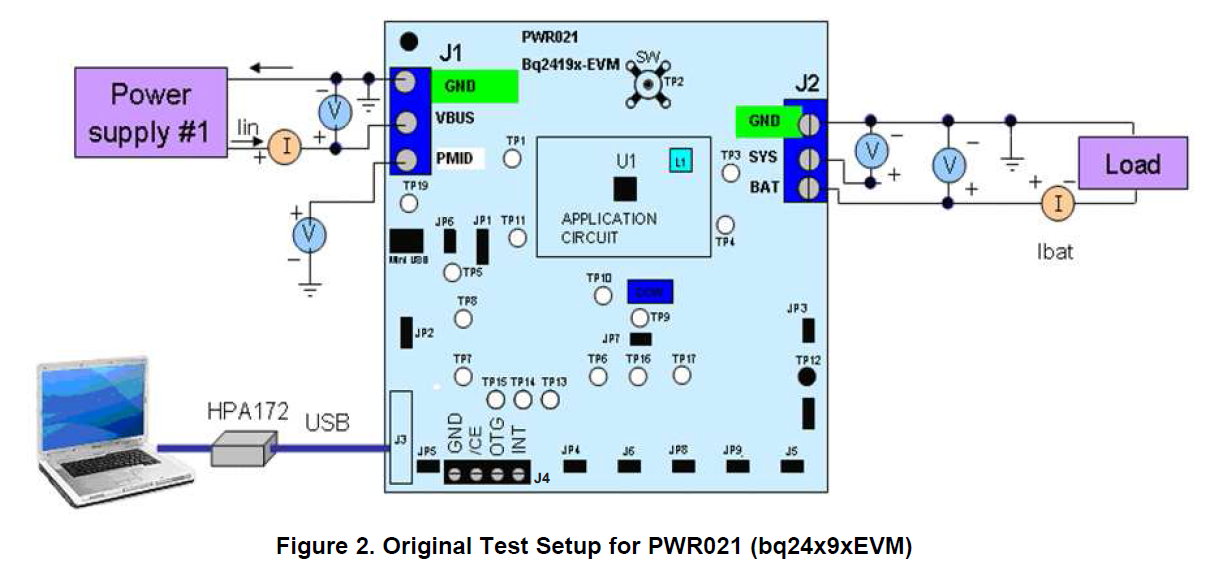 PWR021
Bq2419x-EVM
SW
TP2
J1
J2
GND
VBUS
PMID
Power
supply #1
Iin
+
I
-
V
+
+
V
-
TP19
TP1
TP11
U1
L1
APPLICATION
CIRCUIT
TP3
TP4
GND
SYS
BAT
V
-
+
V
-
+
+
-
I
Ibat
Load
Mini USB
JP6
JP1
TP5
TP8
TP10
TP9
JP7
JP3
JP2
TP7
TP6
TP16
TP17
TP12
TP15
TP14
TP13
HPA172
USB
J3
JP5
GND
/CE
OTG
INT
J4
JP4
J6
JP8
JP9
J5
Figure 2. Original Test Setup for PWR021 (bq24x9xEVM)